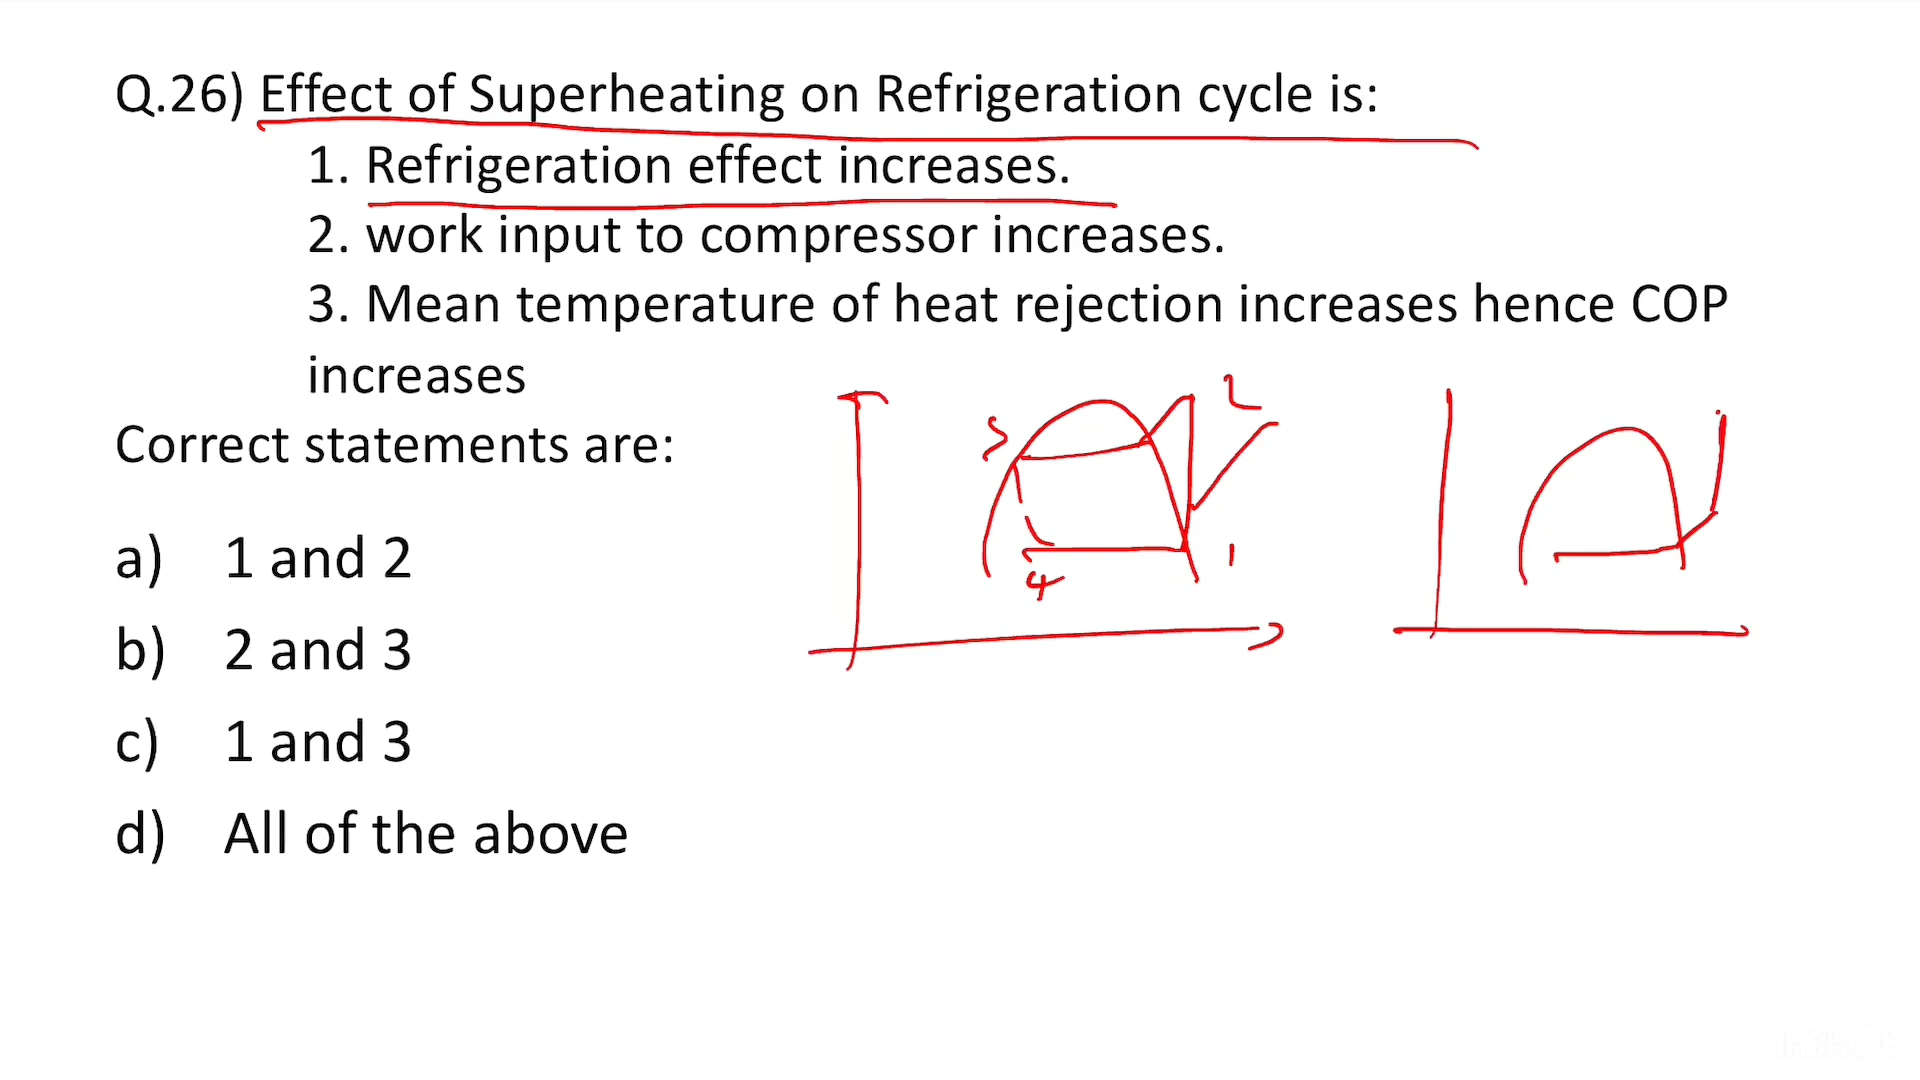 Q.26) Effect of Superheating on Refrigeration cycle is:
1. Refrigeration effect increases.
2. work input to compressor increases.
3. Mean temperature of heat rejection increases hence COP
increases
Correct statements are:
2
3
1
4
a) 1 and 2
b) 2 and 3
c) 1 and 3
d) All of the above